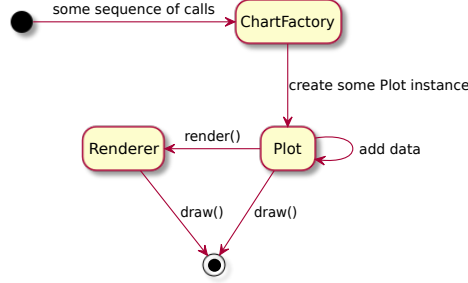 some sequence of calls
ChartFactory
create some Plot instance
render()
Renderer
Plot
add data
draw()
draw()